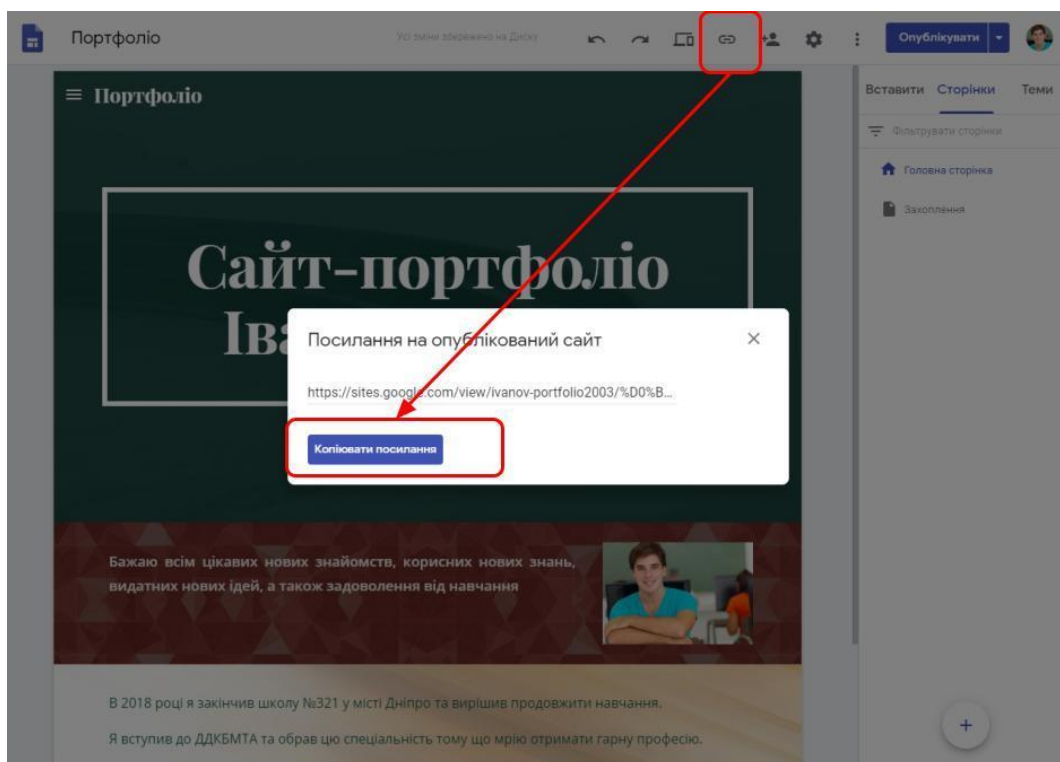 Портфоліо
Усі зміни збережено на Диску
Опублікувати
Портфоліо
Вставити Сторінки Теми
Фільтрувати сторінки
Головна сторінка
Захоплення
Сайт-портфоліо
Посилання на опублікований сайт
https://sites.google.com/view/ivanov-portfolio2003/%D0%B...
Копіювати посилання
Бажаю всім цікавих нових знайомств, корисних нових знань,
видатних нових ідей, а також задоволення від навчання
В 2018 році я закінчив школу №321 у місті Дніпро та вирішив продовжити навчання.
Я вступив до ДДКБМТА та обрав цю спеціальність тому що мрію отримати гарну професію.